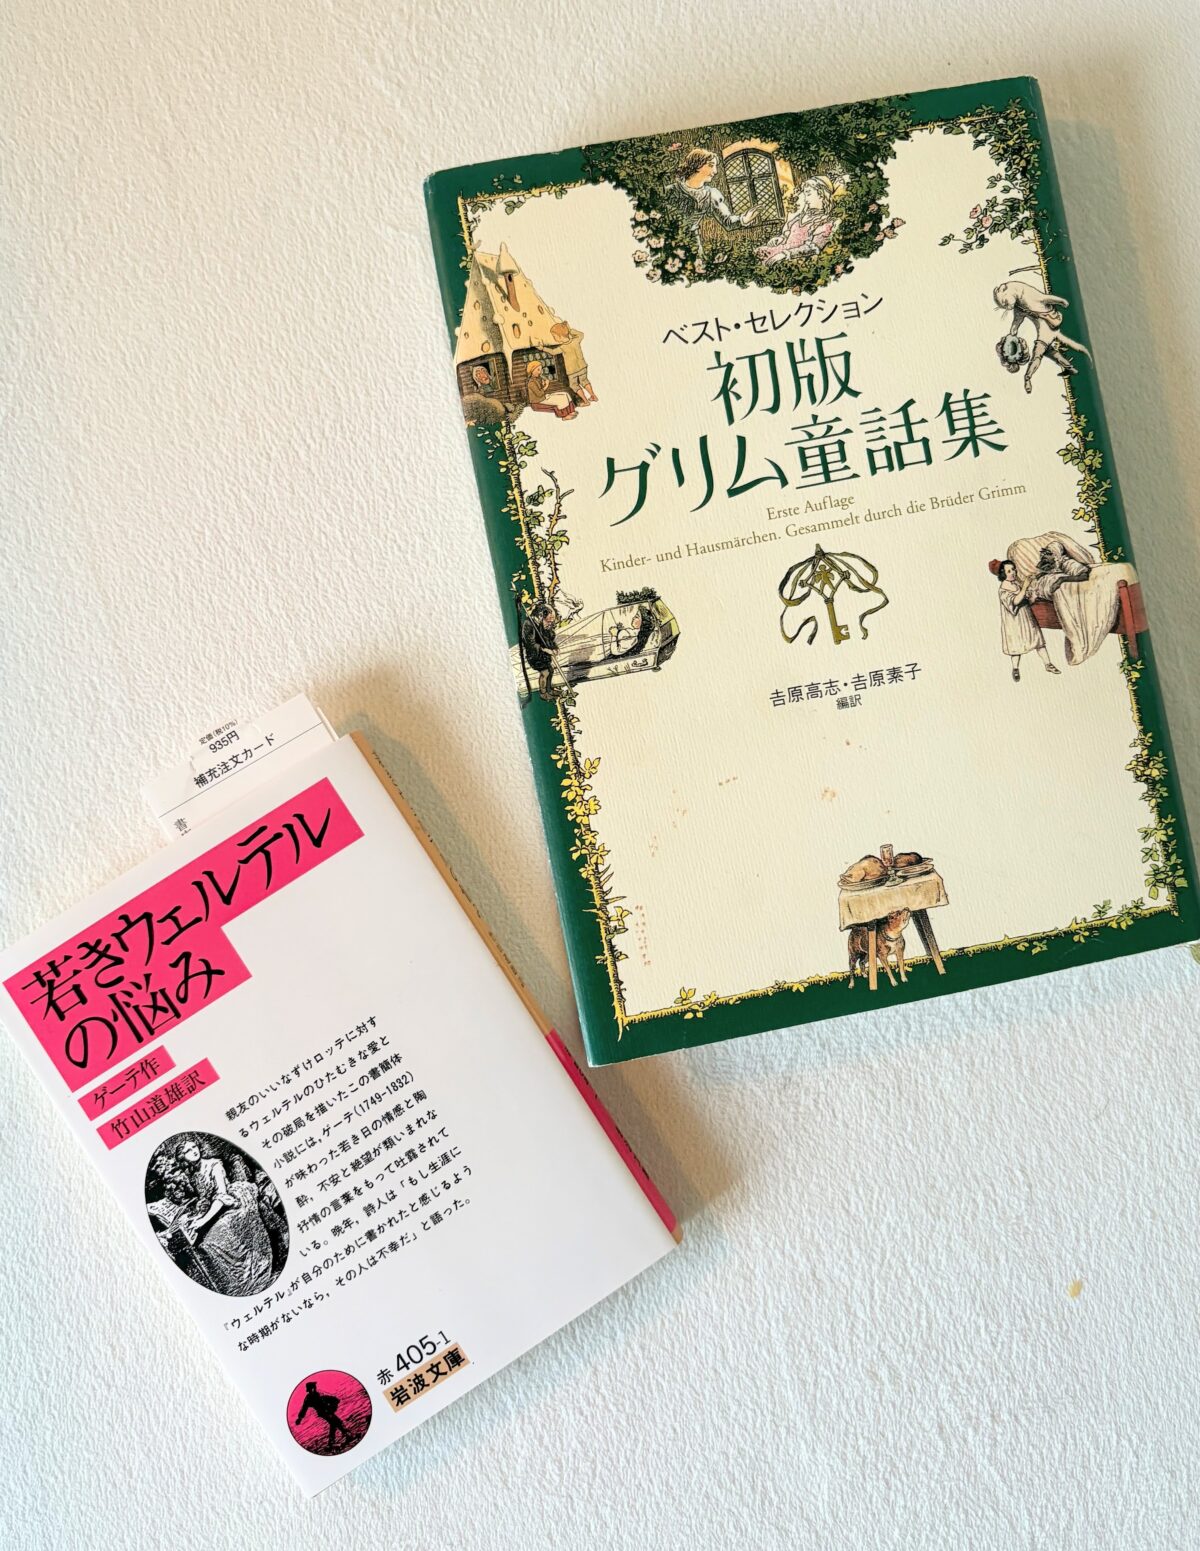 ベスト・セレクション
初版
グリム童話集
Erste Auflage
Kinder- und Hausmärchen. Gesammelt durch die Brüder Grimm
吉原高志・吉原素子
編訳
定価(税10%)
935円
補充注文カード
書
若きウェルテル
の悩み
ゲーテ作
竹山道雄訳
親友のいいなずけロッテに対す
るウェルテルのひたむきな愛と
その破局を描いたこの書簡体
小説には,ゲーテ(1749-1832)
が味わった若き日の情感と陶
酔,不安と絶望が類いまれな
抒情の言葉をもって吐露されて
いる。晩年,詩人は「もし生涯に
『ウェルテル』が自分のために書かれたと感じるよう
な時期がないなら,その人は不幸だ」と語った。
赤 405-1
岩波文庫